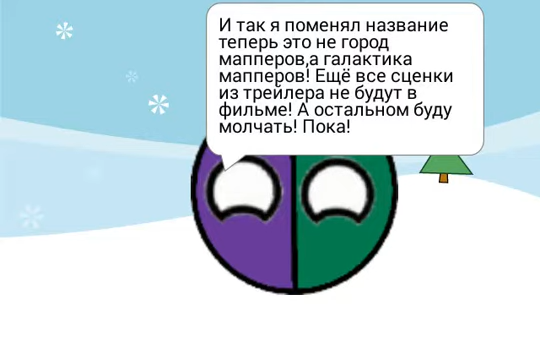 И так я поменял название
теперь это не город
мапперов,а галактика
мапперов! Ещё все сценки
из трейлера не будут в
фильме! А остальном буду
молчать! Пока!